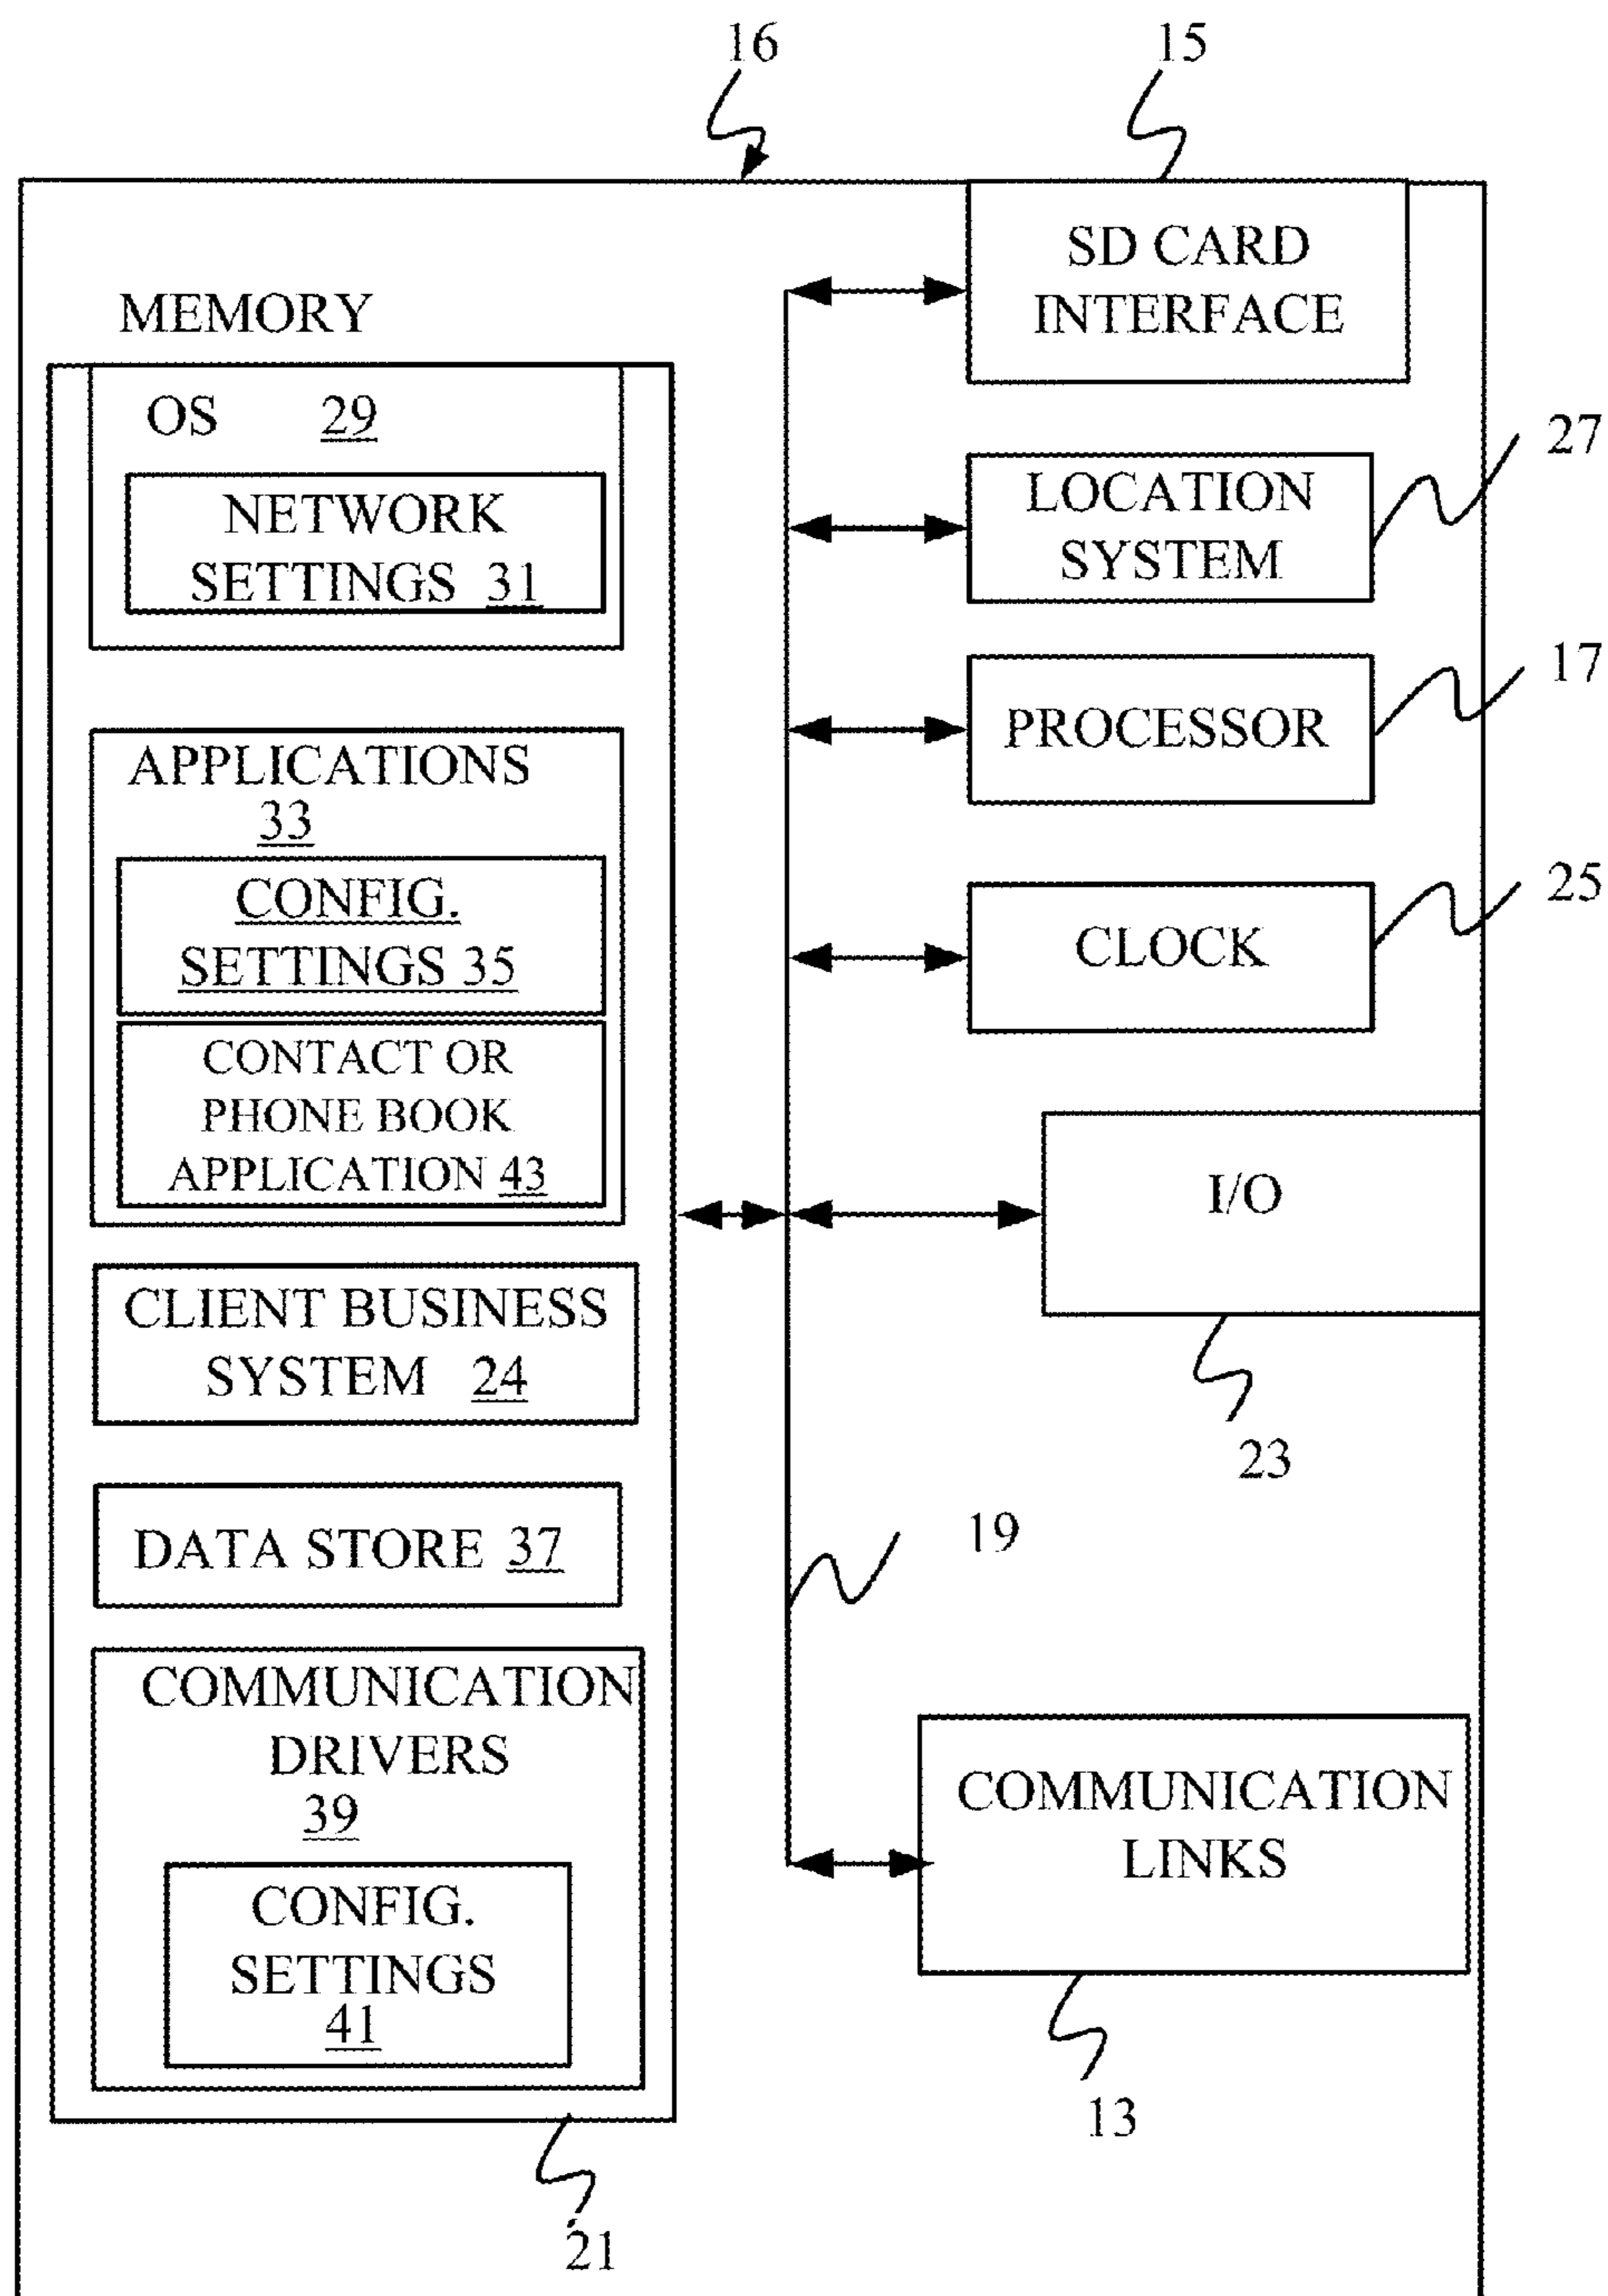 16
15
SD CARD
INTERFACE
MEMORY
OS 29
NETWORK
SETTINGS 31
27
LOCATION
SYSTEM
17
PROCESSOR
APPLICATIONS
33
CONFIG.
SETTINGS 35
25
CLOCK
CONTACT OR
PHONE BOOK
APPLICATION 43
I/O
23
CLIENT BUSINESS
SYSTEM 24
DATA STORE 37
19
COMMUNICATION
DRIVERS
39
CONFIG.
SETTINGS
41
COMMUNICATION
LINKS
13
21